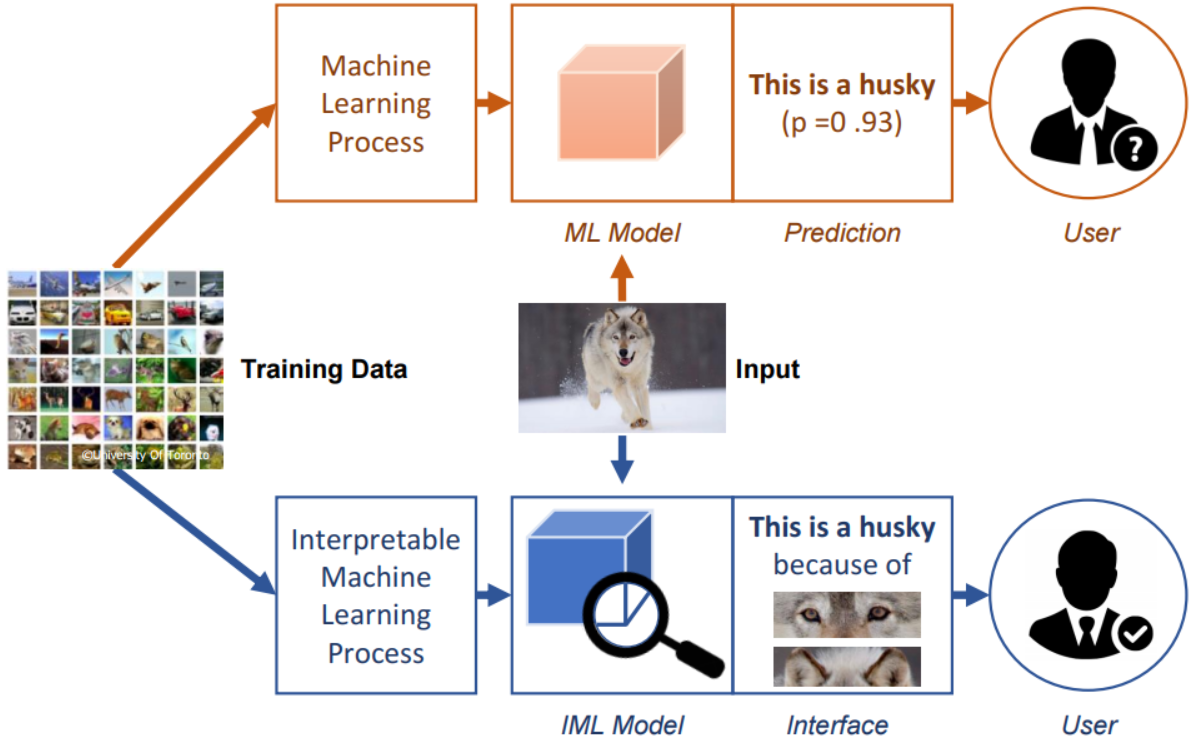 Machine
Learning
Process
This is a husky
(p =0 .93)
?
ML Model
Prediction
User
Training Data
Input
©University Of Toronto
Interpretable
Machine
Learning
Process
This is a husky
because of
IML Model
Interface
User